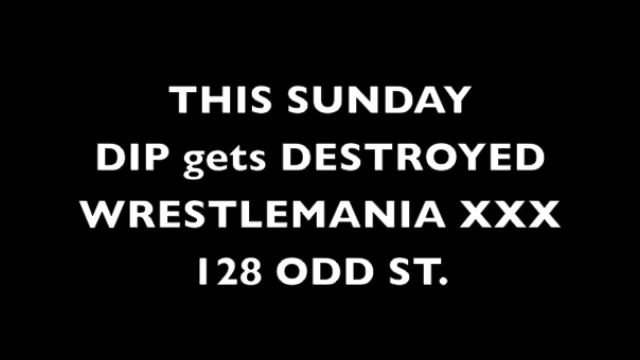 THIS SUNDAY
DIP gets DESTROYED
WRESTLEMANIA XXX
128 ODD ST.